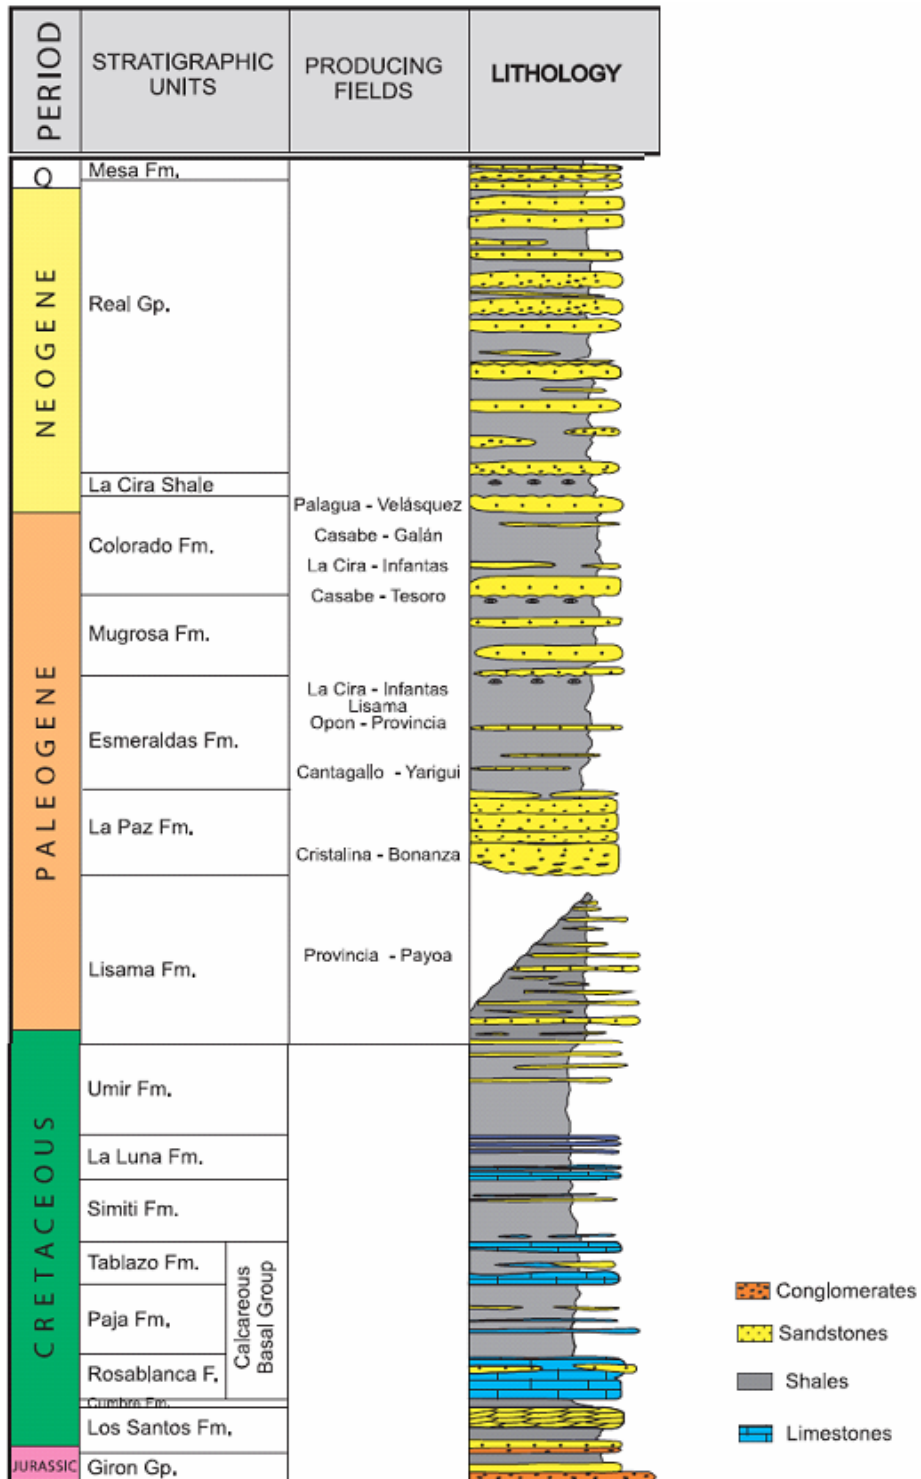 PERIOD
STRATIGRAPHIC
UNITS
PRODUCING
FIELDS
LITHOLOGY
Q
NEOGENE
PALEOGENE
CRETACEOUS
JURASSIC
Mesa Fm.
Real Gp.
La Cira Shale
Colorado Fm.
Mugrosa Fm.
Esmeraldas Fm.
La Paz Fm.
Lisama Fm.
Umir Fm.
La Luna Fm.
Simiti Fm.
Tablazo Fm.
Paja Fm.
Rosablanca F.
Calcareous
Basal Group
Cumbre Fm.
Los Santos Fm.
Giron Gp.
Palagua - Velásquez
Casabe - Galán
La Cira - Infantas
Casabe - Tesoro
La Cira - Infantas
Lisama
Opon - Provincia
Cantagallo - Yarigui
Cristalina - Bonanza
Provincia - Payoa
Conglomerates
Sandstones
Shales
Limestones